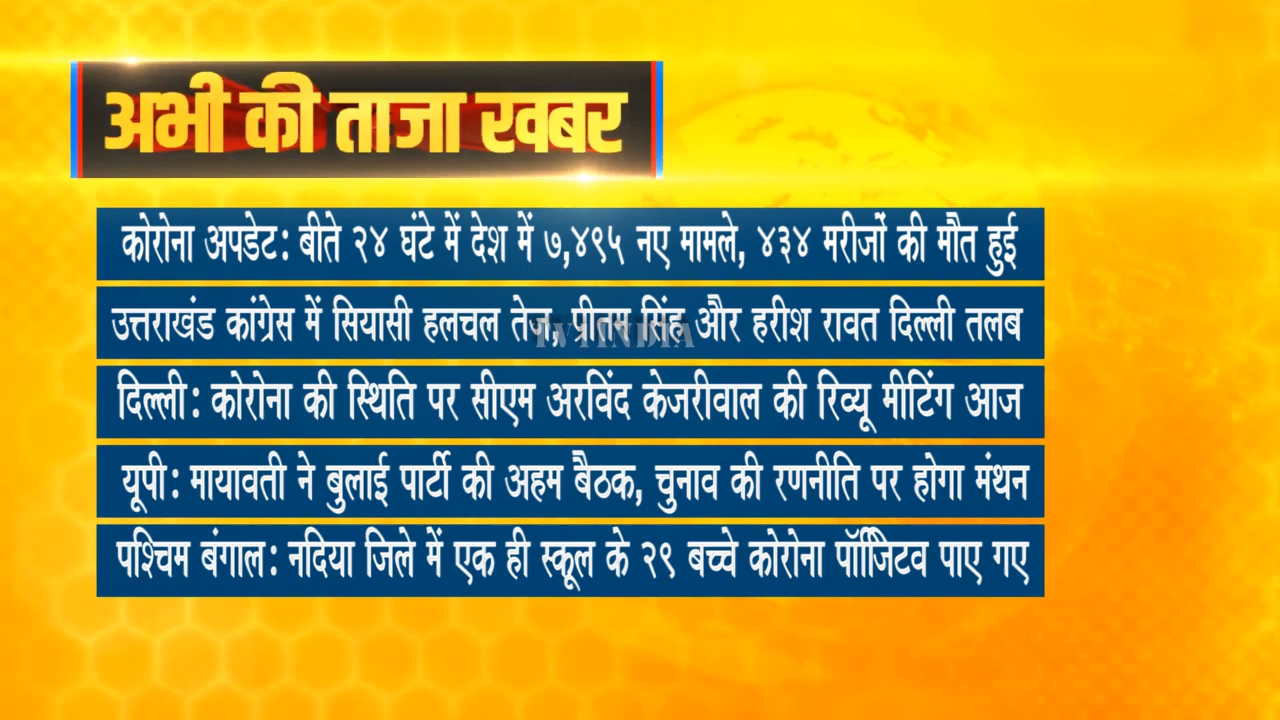 अभी की ताजा खबर
कोरोना अपडेट: बीते २४ घंटे में देश में ७,४९५ नए मामले, ४३४ मरीजों की मौत हुई
उत्तराखंड कांग्रेस में सियासी हलचल तेज, प्रीतम सिंह और हरीश रावत दिल्ली तलब
TV1INDIA
दिल्ली: कोरोना की स्थिति पर सीएम अरविंद केजरीवाल की रिव्यू मीटिंग आज
यूपी: मायावती ने बुलाई पार्टी की अहम बैठक, चुनाव की रणनीति पर होगा मंथन
पश्चिम बंगाल: नदिया जिले में एक ही स्कूल के २९ बच्चे कोरोना पॉजिटिव पाए गए